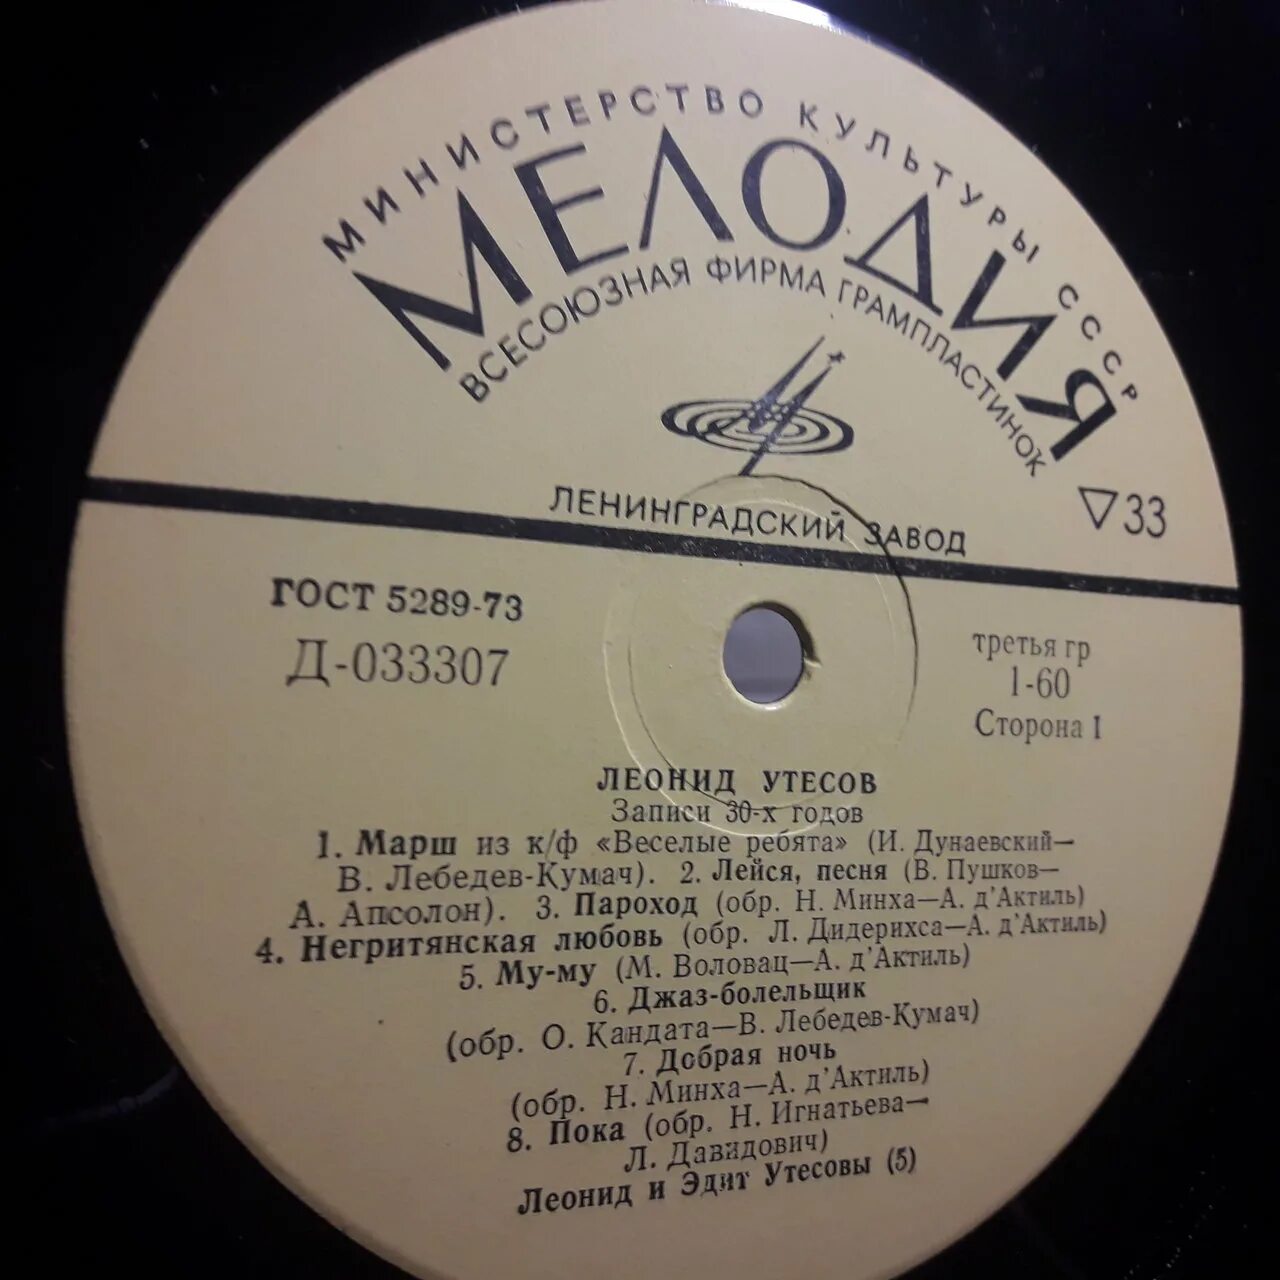 МИНИСТЕРСТВО КУЛЬТУРЫ СССР
МЕЛОДИЯ
ВСЕСОЮЗНАЯ ФИРМА ГРАМПЛАСТИНОК
ЛЕНИНГРАДСКИЙ ЗАВОД
▽33
ГОСТ 5289-73
Д-033307
третья гр
1-60
Сторона 1
ЛЕОНИД УТЕСОВ
Записи 30-х годов
1. Марш из к/ф «Веселые ребята» (И. Дунаевский—
В. Лебедев-Кумач). 2. Лейся, песня (В. Пушков—
А. Апсолон). 3. Пароход (обр. Н. Минха—А. д'Актиль)
4. Негритянская любовь (обр. Л. Дидерихса—А. д'Актиль)
5. Му-му (М. Воловац—А. д'Актиль)
6. Джаз-болельщик
(обр. О. Кандата—В. Лебедев-Кумач)
7. Добрая ночь
(обр. Н. Минха—А. д'Актиль)
8. Пока (обр. Н. Игнатьева—
Л. Давидович)
Леонид и Эдит Утесовы (5)